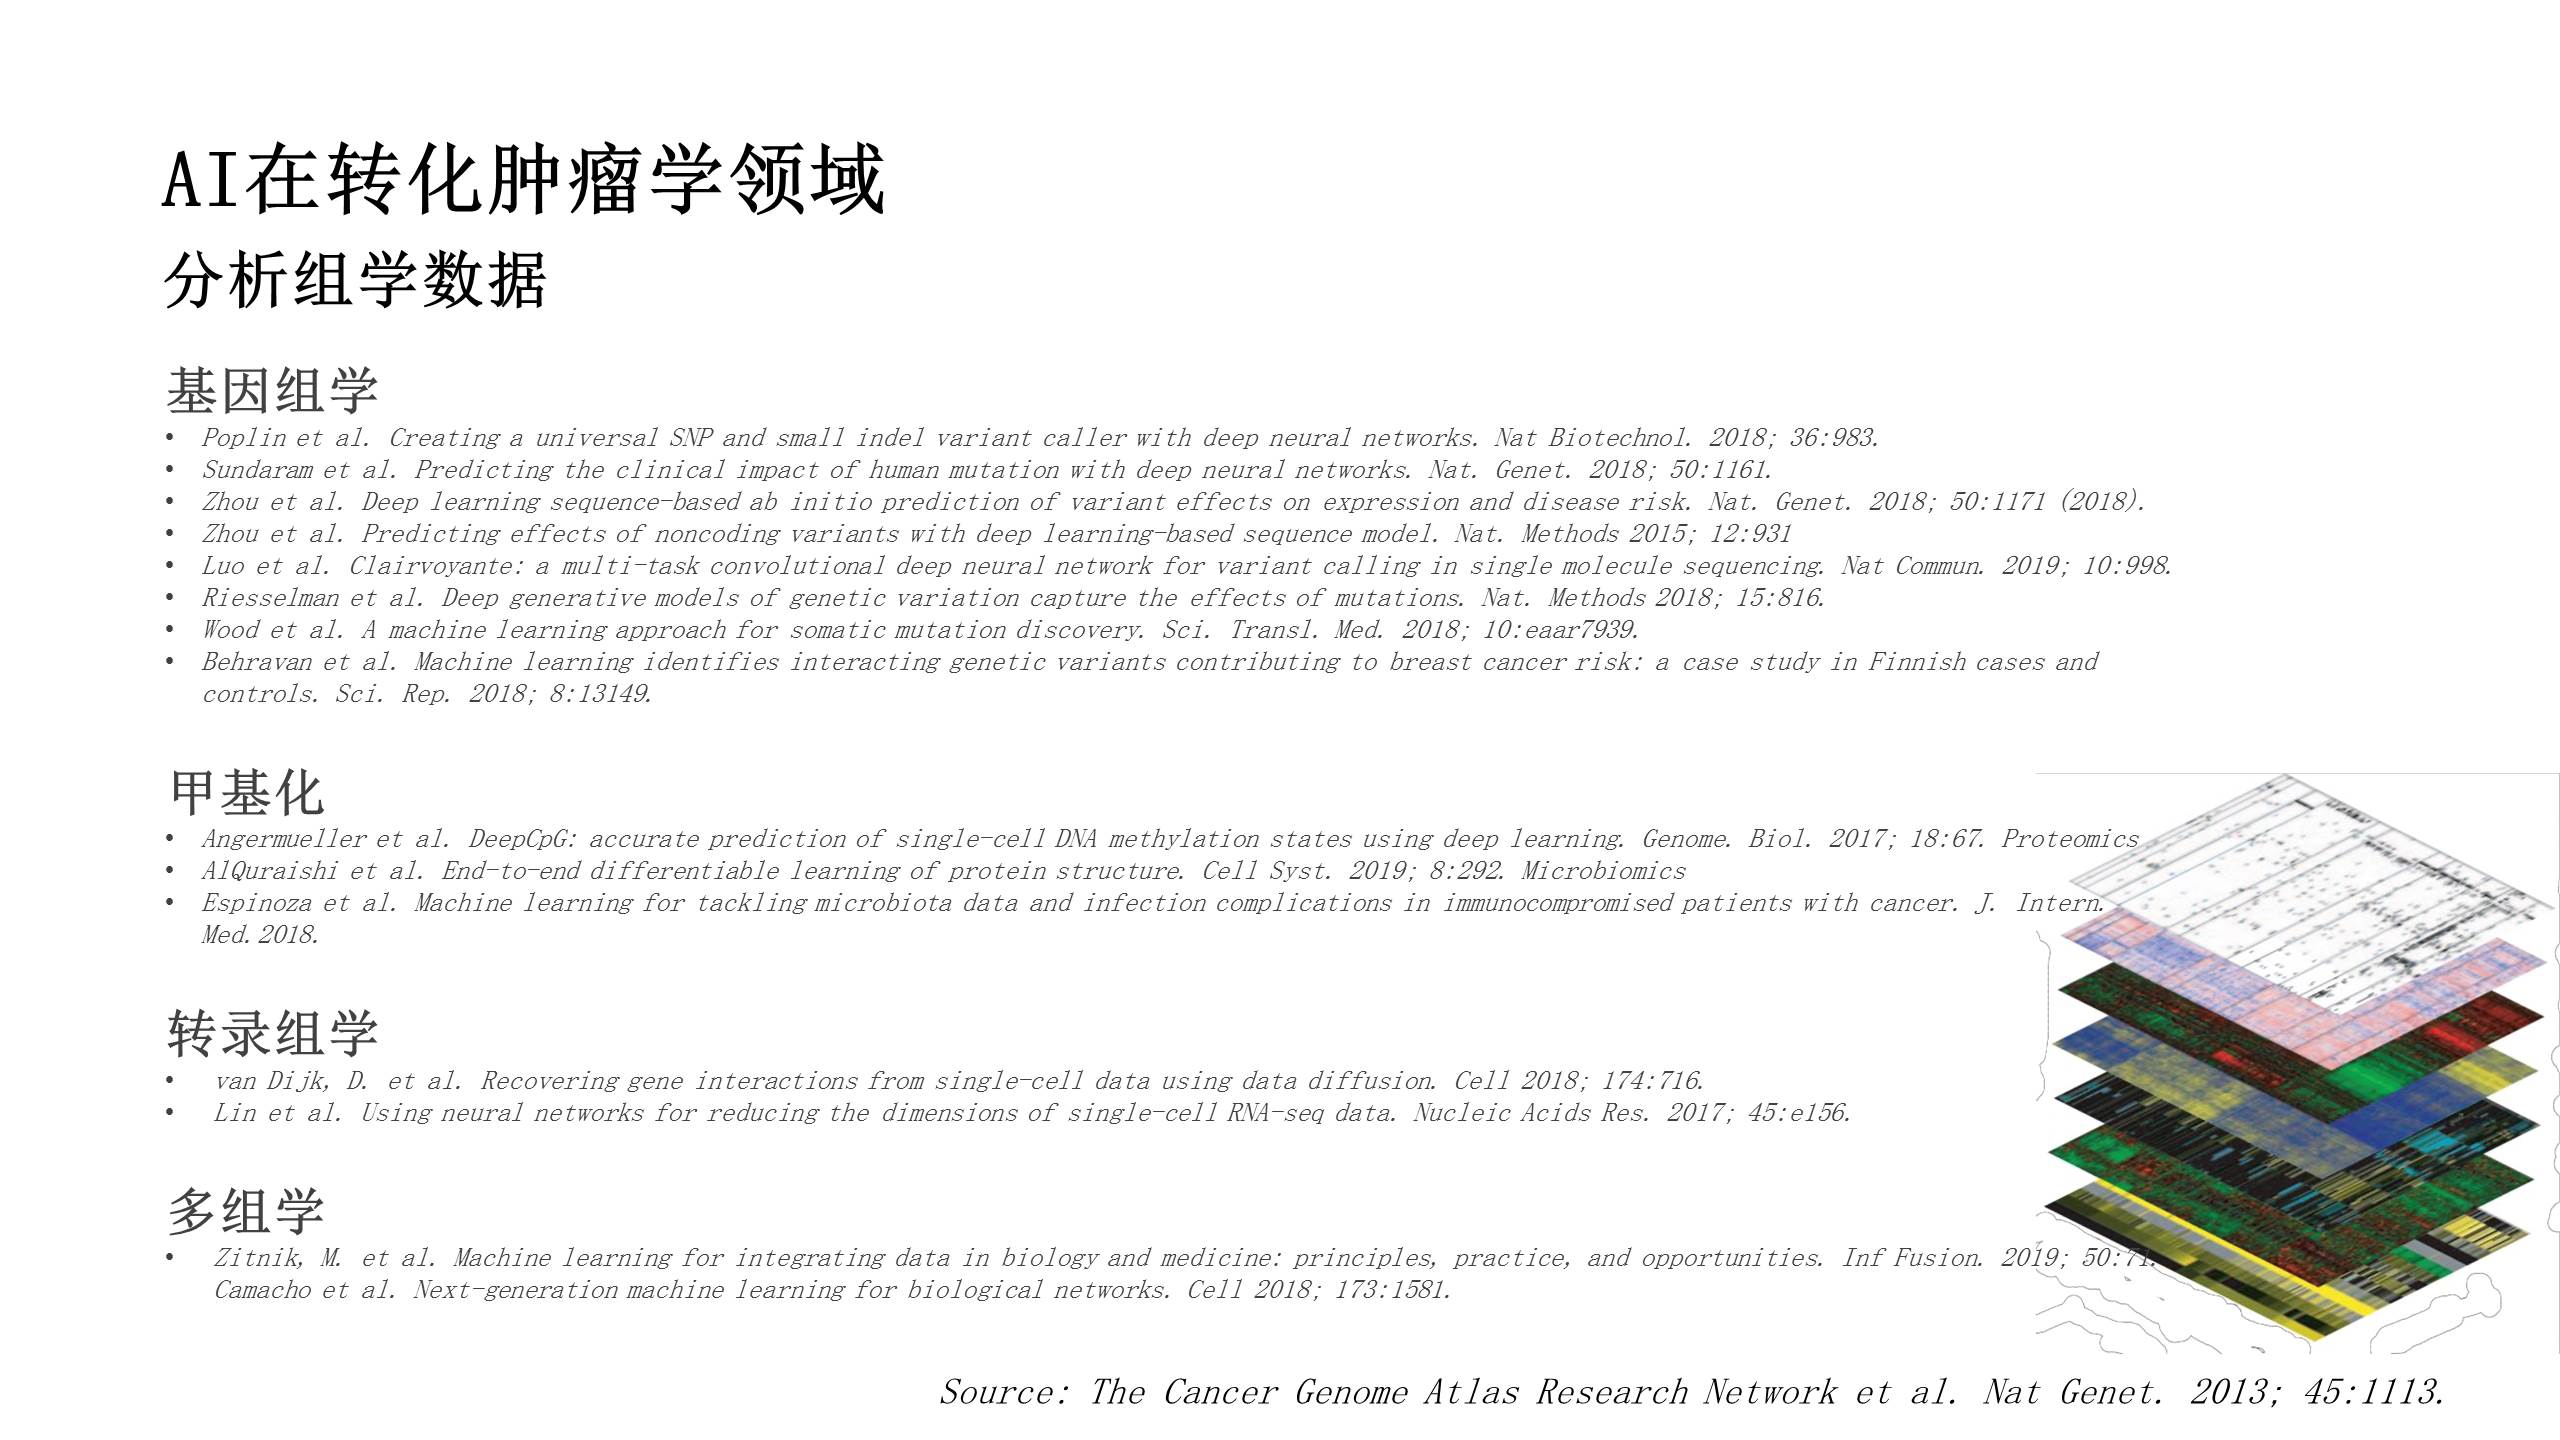 AI在转化肿瘤学领域
分析组学数据
基因组学
• Poplin et al. Creating a universal SNP and small indel variant caller with deep neural networks. Nat Biotechnol. 2018; 36:983.
• Sundaram et al. Predicting the clinical impact of human mutation with deep neural networks. Nat. Genet. 2018; 50:1161.
• Zhou et al. Deep learning sequence-based ab initio prediction of variant effects on expression and disease risk. Nat. Genet. 2018; 50:1171 (2018).
• Zhou et al. Predicting effects of noncoding variants with deep learning-based sequence model. Nat. Methods 2015; 12:931
• Luo et al. Clairvoyante: a multi-task convolutional deep neural network for variant calling in single molecule sequencing. Nat Commun. 2019; 10:998.
• Riesselman et al. Deep generative models of genetic variation capture the effects of mutations. Nat. Methods 2018; 15:816.
• Wood et al. A machine learning approach for somatic mutation discovery. Sci. Transl. Med. 2018; 10:eaar7939.
• Behravan et al. Machine learning identifies interacting genetic variants contributing to breast cancer risk: a case study in Finnish cases and
controls. Sci. Rep. 2018; 8:13149.
甲基化
• Angermueller et al. DeepCpG: accurate prediction of single-cell DNA methylation states using deep learning. Genome. Biol. 2017; 18:67. Proteomics
• AlQuraishi et al. End-to-end differentiable learning of protein structure. Cell Syst. 2019; 8:292. Microbiomics
• Espinoza et al. Machine learning for tackling microbiota data and infection complications in immunocompromised patients with cancer. J. Intern.
Med.2018.
转录组学
• van Dijk, D. et al. Recovering gene interactions from single-cell data using data diffusion. Cell 2018; 174:716.
• Lin et al. Using neural networks for reducing the dimensions of single-cell RNA-seq data. Nucleic Acids Res. 2017; 45:e156.
多组学
• Zitnik, M. et al. Machine learning for integrating data in biology and medicine: principles, practice, and opportunities. Inf Fusion. 2019; 50:71.
Camacho et al. Next-generation machine learning for biological networks. Cell 2018; 173:1581.
Source: The Cancer Genome Atlas Research Network et al. Nat Genet. 2013; 45:1113.